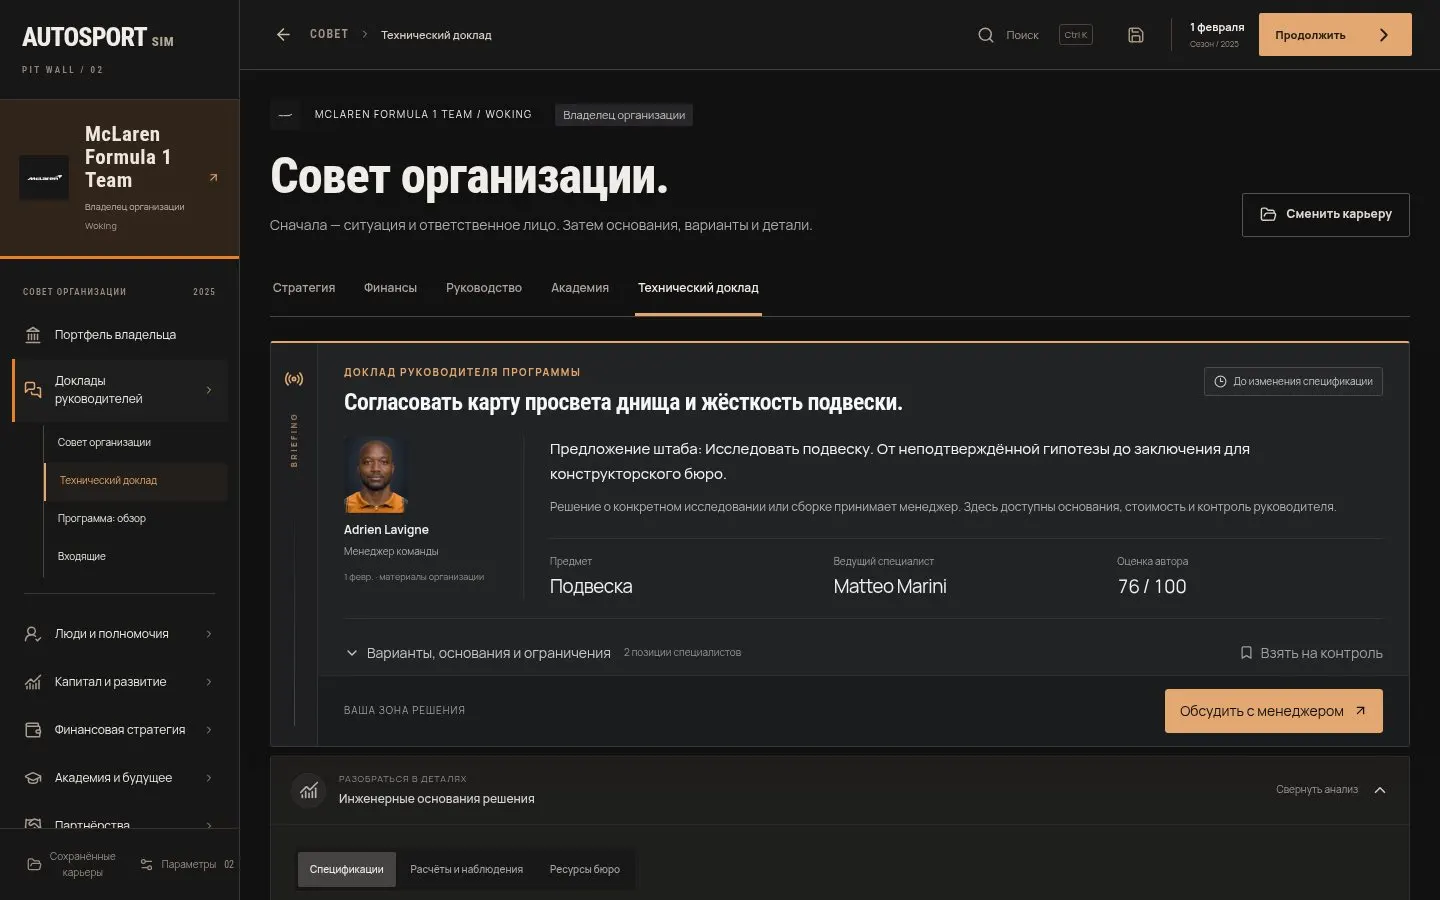 AUTOSPORT SIM
PIT WALL / 02
McLaren
Formula 1
Team
Владелец организации
Woking
СОВЕТ ОРГАНИЗАЦИИ 2025
Портфель владельца
Доклады
руководителей
Совет организации
Технический доклад
Программа: обзор
Входящие
Люди и полномочия
Капитал и развитие
Финансовая стратегия
Академия и будущее
Партнёрства
Сохранённые
карьеры
Параметры 02
СОВЕТ
Технический доклад
Поиск
Ctrl K
1 февраля
Сезон / 2025
Продолжить
MCLAREN FORMULA 1 TEAM / WOKING
Владелец организации
Совет организации.
Сначала — ситуация и ответственное лицо. Затем основания, варианты и детали.
Сменить карьеру
Стратегия Финансы Руководство Академия Технический доклад
BRIEFING
ДОКЛАД РУКОВОДИТЕЛЯ ПРОГРАММЫ
До изменения спецификации
Согласовать карту просвета днища и жёсткость подвески.
Adrien Lavigne
Менеджер команды
1 февр. · материалы организации
Предложение штаба: Исследовать подвеску. От неподтверждённой гипотезы до заключения для
конструкторского бюро.
Решение о конкретном исследовании или сборке принимает менеджер. Здесь доступны основания, стоимость и контроль руководителя.
Предмет
Подвеска
Ведущий специалист
Matteo Marini
Оценка автора
76 / 100
Варианты, основания и ограничения 2 позиции специалистов
Взять на контроль
ВАША ЗОНА РЕШЕНИЯ
Обсудить с менеджером
РАЗОБРАТЬСЯ В ДЕТАЛЯХ
Инженерные основания решения
Свернуть анализ
Спецификации Расчёты и наблюдения Ресурсы бюро